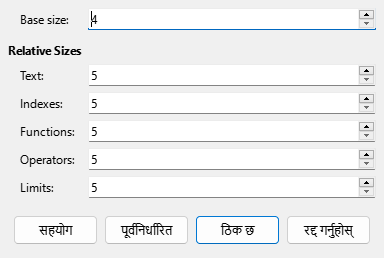 Base size: 4
Relative Sizes
Text: 5
Indexes: 5
Functions: 5
Operators: 5
Limits: 5
सहयोग पूर्वनिर्धारित ठिक छ रद्द गर्नुहोस्